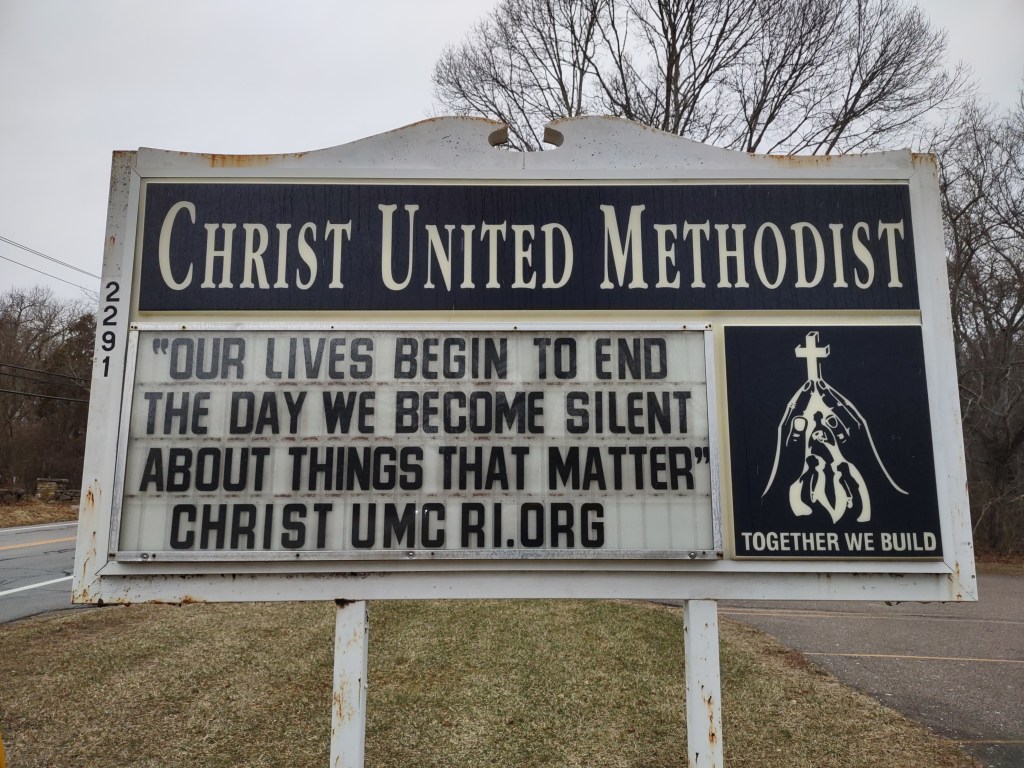 CHRIST UNITED METHODIST
2291
"OUR LIVES BEGIN TO END
THE DAY WE BECOME SILENT
ABOUT THINGS THAT MATTER"
CHRIST UMC RI.ORG
TOGETHER WE BUILD